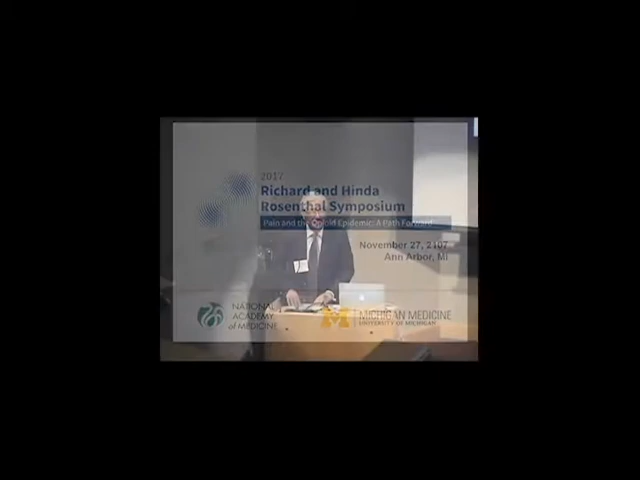 2017
Richard and Hinda
Rosenthal Symposium
Pain and the Opioid Epidemic: A Path Forward
November 27, 2107
Ann Arbor, MI
NATIONAL
ACADEMY
of MEDICINE
M
MICHIGAN MEDICINE
UNIVERSITY OF MICHIGAN